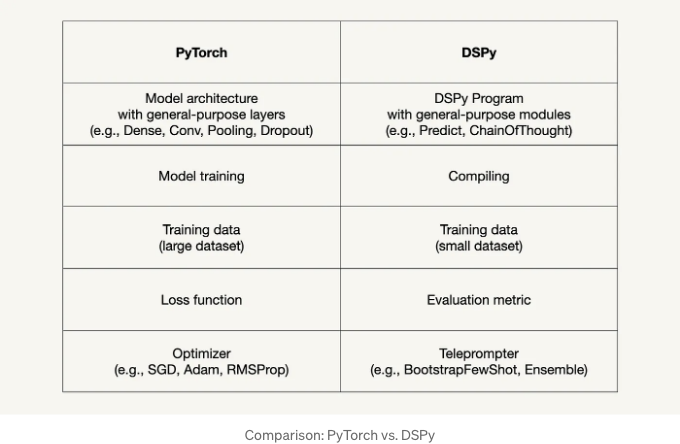 PyTorch
DSPy
Model architecture
with general-purpose layers
(e.g., Dense, Conv, Pooling, Dropout)
DSPy Program
with general-purpose modules
(e.g., Predict, ChainOfThought)
Model training
Compiling
Training data
(large dataset)
Training data
(small dataset)
Loss function
Evaluation metric
Optimizer
(e.g., SGD, Adam, RMSProp)
Teleprompter
(e.g., BootstrapFewShot, Ensemble)
Comparison: PyTorch vs. DSPy